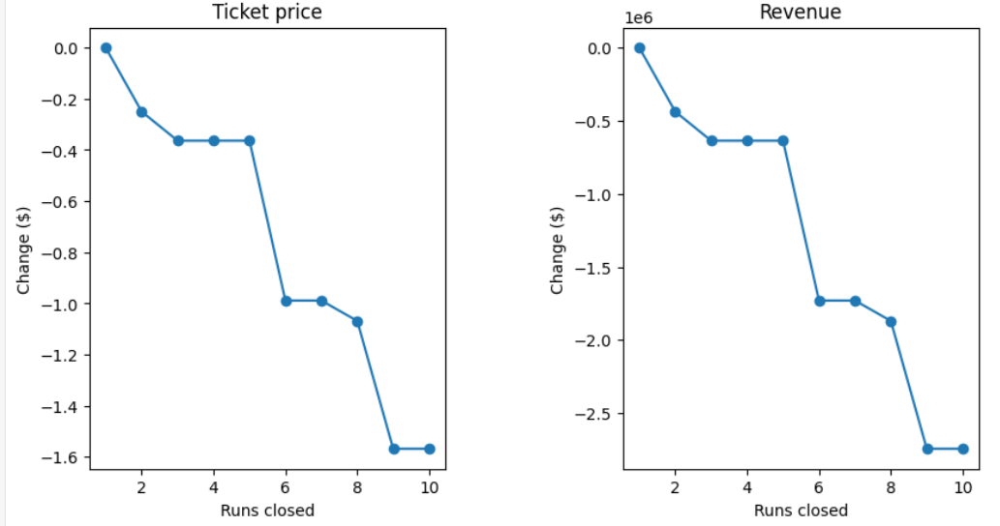 Ticket price
0.0
−0.2
−0.4
−0.6
−0.8
−1.0
−1.2
−1.4
−1.6
Change ($)
2 4 6 8 10
Runs closed
Revenue
1e6
0.0
−0.5
−1.0
−1.5
−2.0
−2.5
Change ($)
2 4 6 8 10
Runs closed